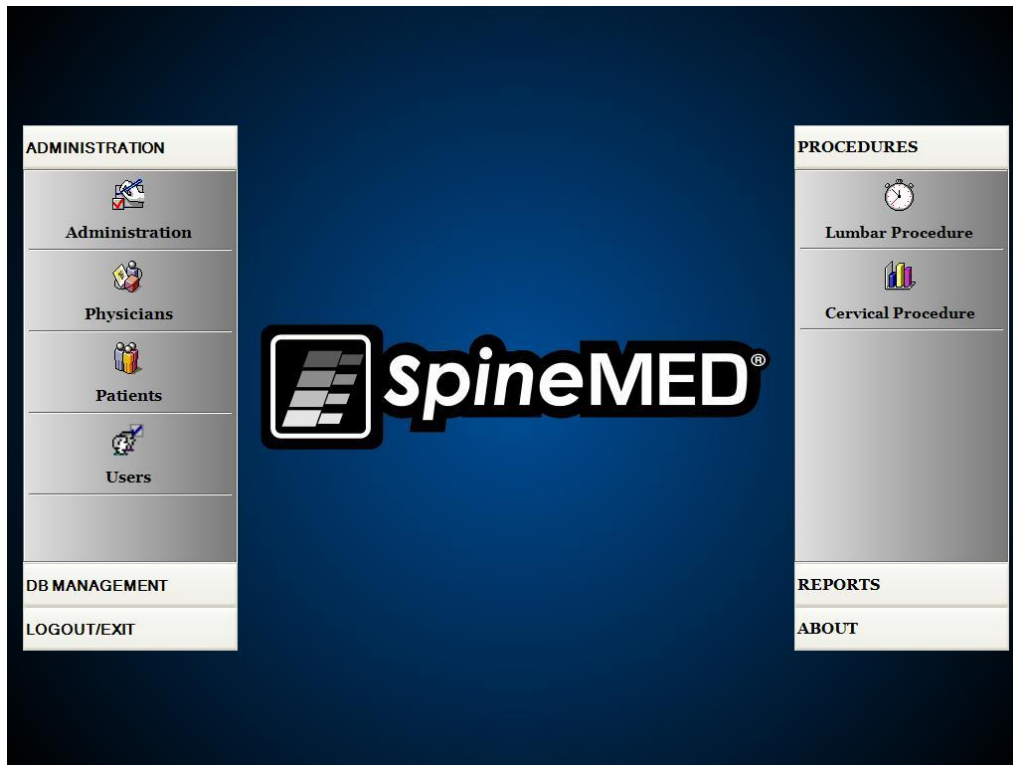 ADMINISTRATION
Administration
Physicians
Patients
Users
DB MANAGEMENT
LOGOUT/EXIT
SpineMED®
PROCEDURES
Lumbar Procedure
Cervical Procedure
REPORTS
ABOUT